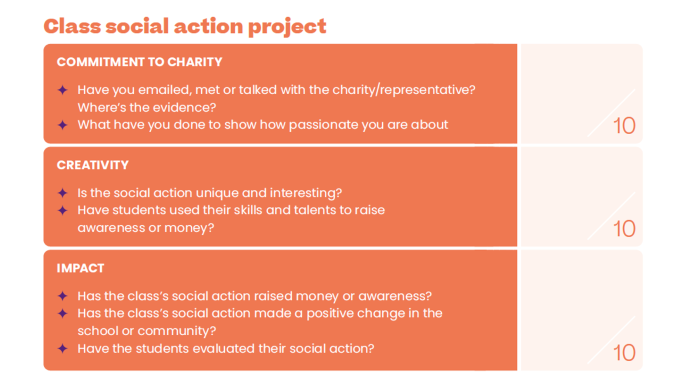 Class social action project
COMMITMENT TO CHARITY
Have you emailed, met or talked with the charity/representative?
Where's the evidence?
What have you done to show how passionate you are about
10
CREATIVITY
Is the social action unique and interesting?
Have students used their skills and talents to raise
awareness or money?
10
IMPACT
Has the class's social action raised money or awareness?
Has the class's social action made a positive change in the
school or community?
Have the students evaluated their social action?
10